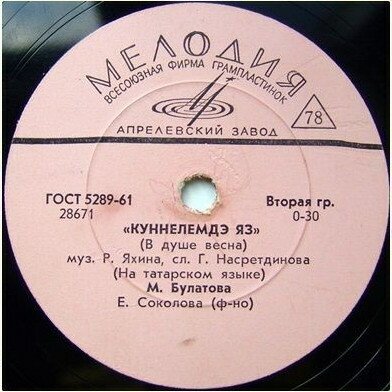 МЕЛОДИЯ
ВСЕСОЮЗНАЯ ФИРМА ГРАМПЛАСТИНОК
АПРЕЛЕВСКИЙ ЗАВОД
78
ГОСТ 5289-61
28671
Вторая гр.
0-30
«КУННЕЛЕМДЭ ЯЗ»
(В душе весна)
муз. Р. Яхина, сл. Г. Насретдинова
(На татарском языке)
М. Булатова
Е. Соколова (ф-но)